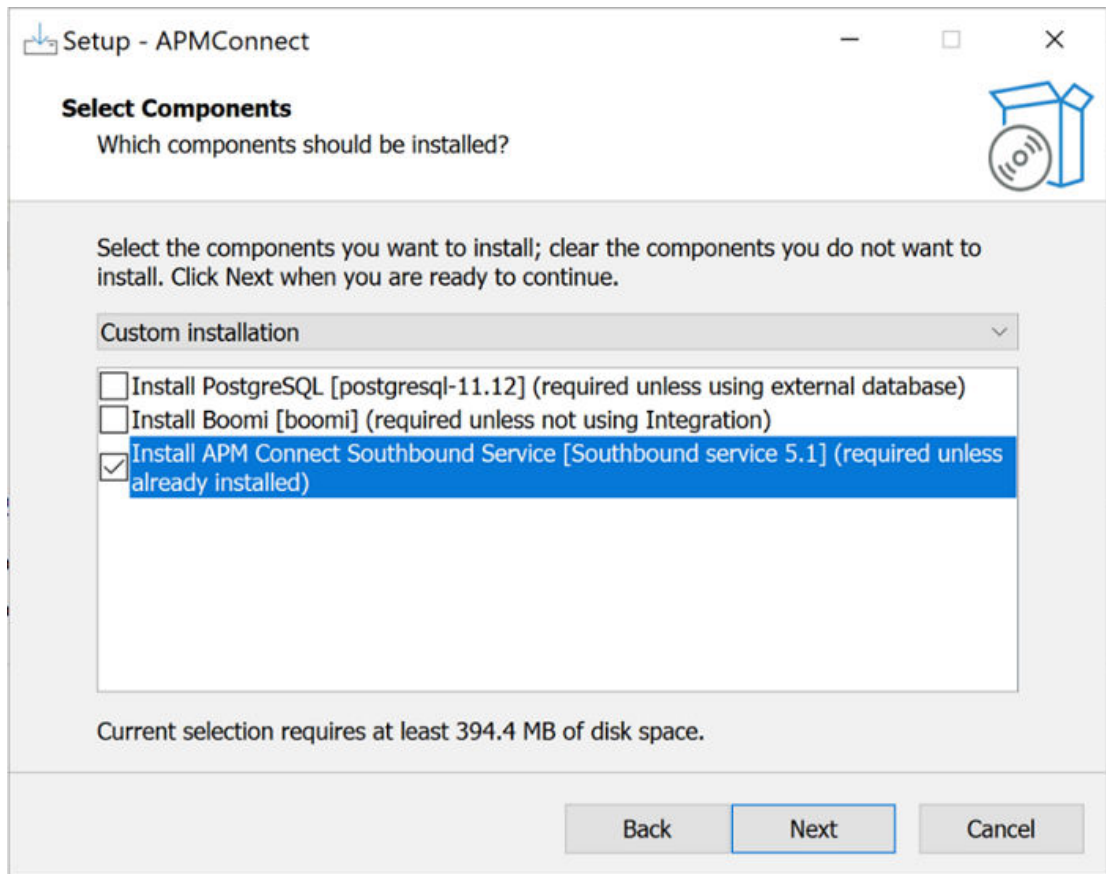 Setup - APMConnect
Select Components
Which components should be installed?
Select the components you want to install; clear the components you do not want to
install. Click Next when you are ready to continue.
Custom installation
Install PostgreSQL [postgresql-11.12] (required unless using external database)
Install Boomi [boomi] (required unless not using Integration)
Install APM Connect Southbound Service [Southbound service 5.1] (required unless
already installed)
Current selection requires at least 394.4 MB of disk space.
Back Next Cancel